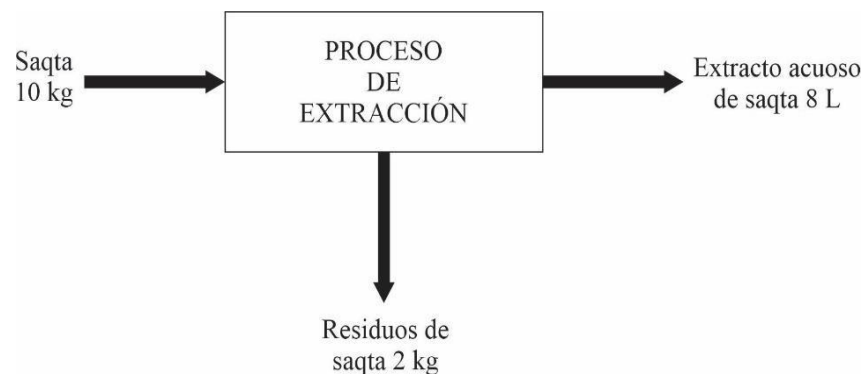 Saqta
10 kg
PROCESO
DE
EXTRACCIÓN
Extracto acuoso
de saqta 8 L
Residuos de
saqta 2 kg